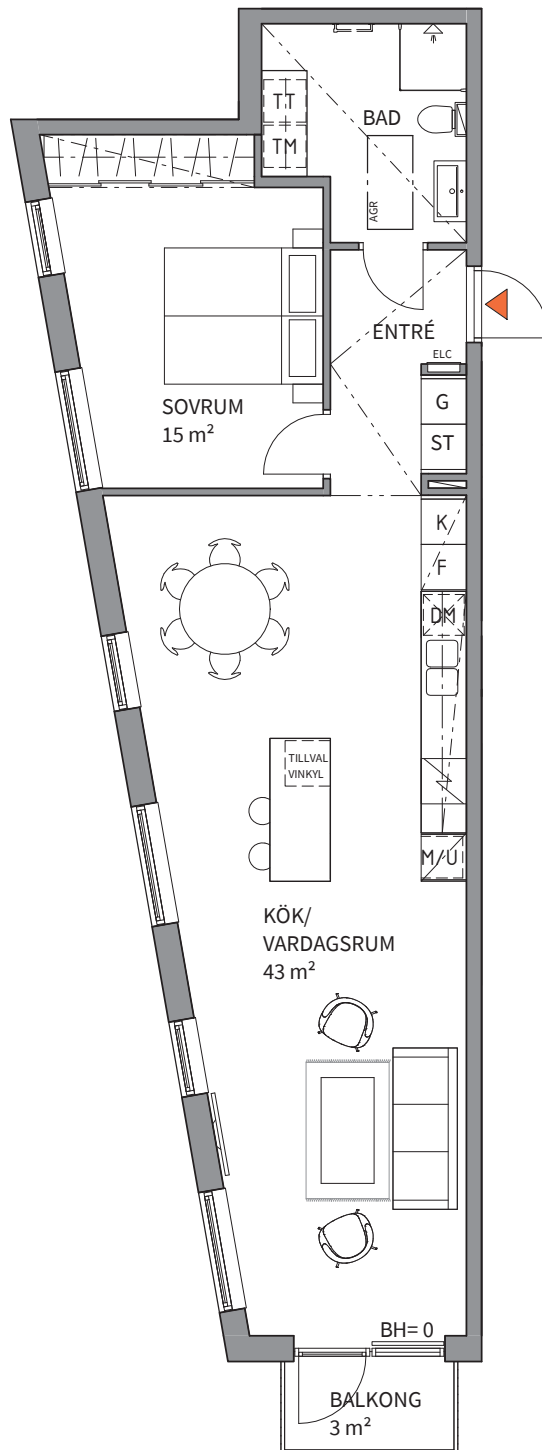 TT
TM
BAD
AGR
ENTRÉ
ELC
G
ST
SOVRUM
15 m²
K
F
DM
TILLVAL
VINKYL
M/U
KÖK/
VARDAGSRUM
43 m²
BH= 0
BALKONG
3 m²